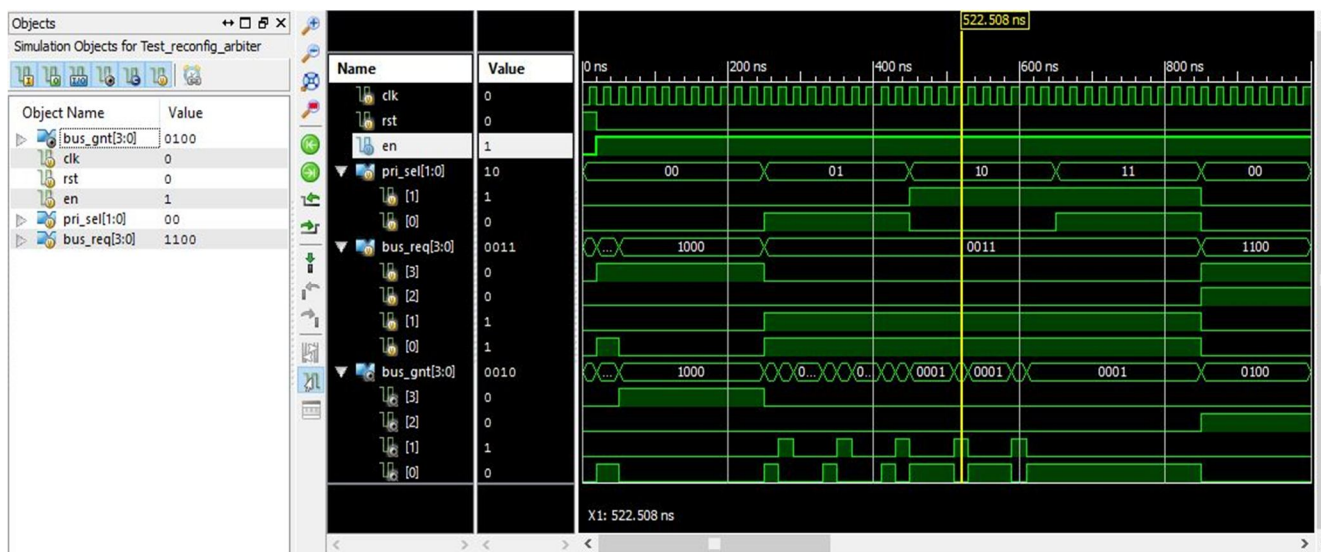 Objects
Simulation Objects for Test_reconfig_arbiter
Object Name Value
bus_gnt[3:0] 0100
clk 0
rst 0
en 1
pri_sel[1:0] 00
bus_req[3:0] 1100
522.508 ns
Name Value 0 ns 200 ns 400 ns 600 ns 800 ns
clk 0
rst 0
en 1
pri_sel[1:0] 10 00 01 10 11 00
[1] 1
[0] 0
bus_req[3:0] 0011 ... 1000 0011 1100
[3] 0
[2] 0
[1] 1
[0] 1
bus_gnt[3:0] 0010 ... 1000 0... 0... 0001 0001 0001 0100
[3] 0
[2] 0
[1] 1
[0] 0
X1: 522.508 ns